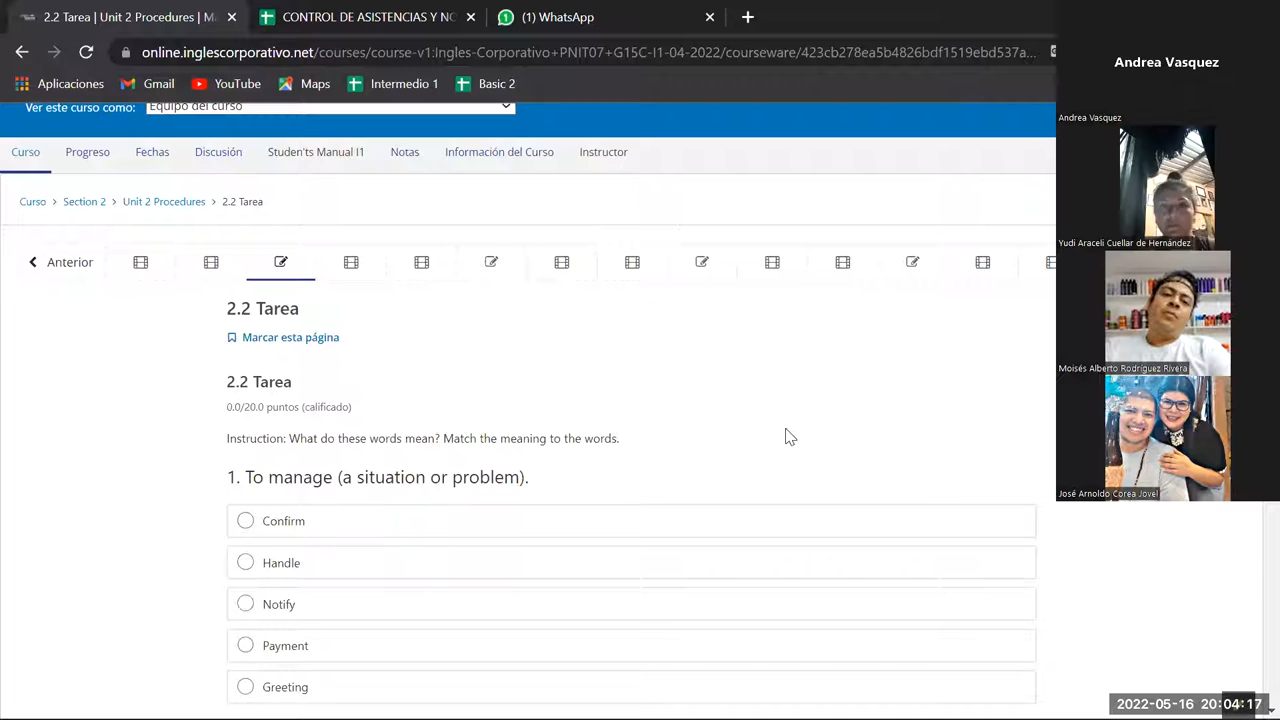 2.2 Tarea | Unit 2 Procedures | M
CONTROL DE ASISTENCIAS Y NO
(1) WhatsApp
online.inglescorporativo.net/courses/course-v1:Ingles-Corporativo+PNIT07+G15C-I1-04-2022/courseware/423cb278ea5b4826bdf1519ebd537a...
Aplicaciones
Gmail
YouTube
Maps
Intermedio 1
Basic 2
Ver este curso como:
Equipo del curso
Curso
Progreso
Fechas
Discusión
Studen'ts Manual I1
Notas
Información del Curso
Instructor
Curso > Section 2 > Unit 2 Procedures > 2.2 Tarea
Anterior
2.2 Tarea
Marcar esta página
2.2 Tarea
0.0/20.0 puntos (calificado)
Instruction: What do these words mean? Match the meaning to the words.
1. To manage (a situation or problem).
Confirm
Handle
Notify
Payment
Greeting
Andrea Vasquez
Andrea Vasquez
Yudi Araceli Cuellar de Hernández
Moisés Alberto Rodríguez Rivera
José Arnoldo Corea Jovel
2022-05-16 20:04:17